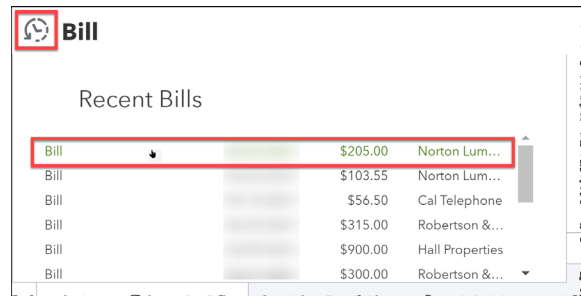 Bill
Recent Bills
Bill $205.00 Norton Lum...
Bill $103.55 Norton Lum...
Bill $56.50 Cal Telephone
Bill $315.00 Robertson &...
Bill $900.00 Hall Properties
Bill $300.00 Robertson &...